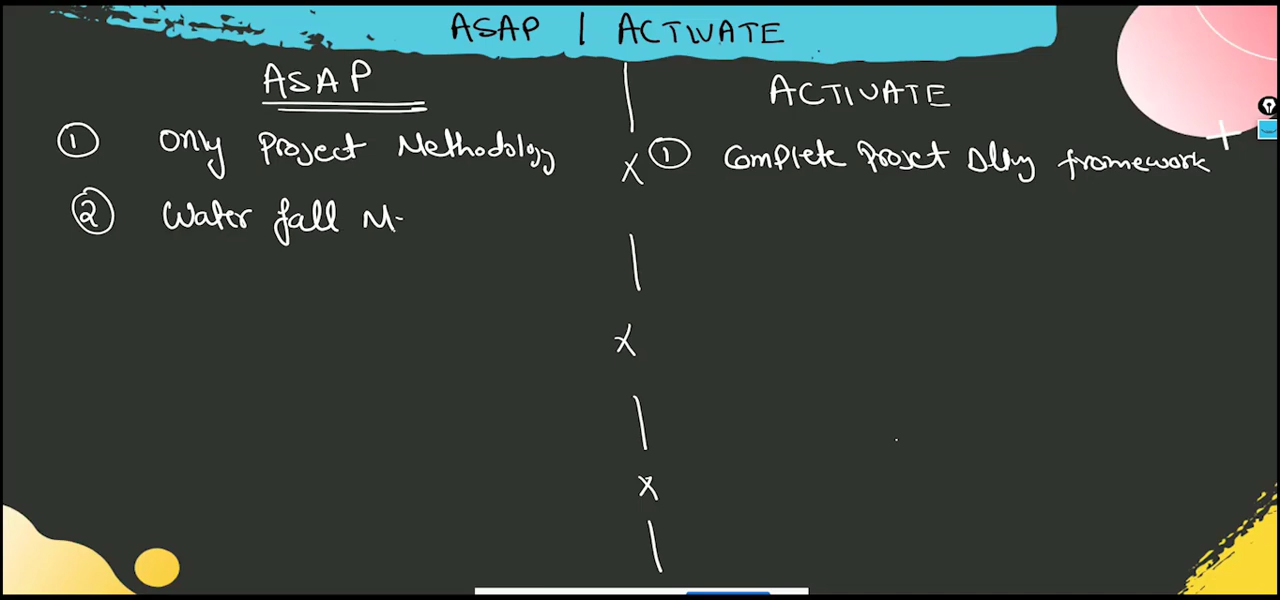 ASAP | ACTIVATE
ASAP
① Only Project Methodology
② Water fall M-
ACTIVATE
① Complete Project Dlvy framework